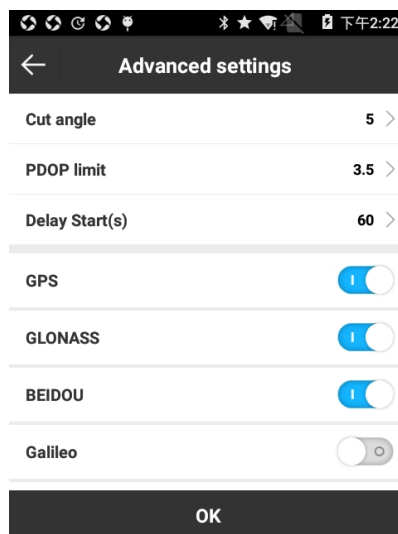 下午2:22
Advanced settings
Cut angle 5
PDOP limit 3.5
Delay Start(s) 60
GPS
GLONASS
BEIDOU
Galileo
OK